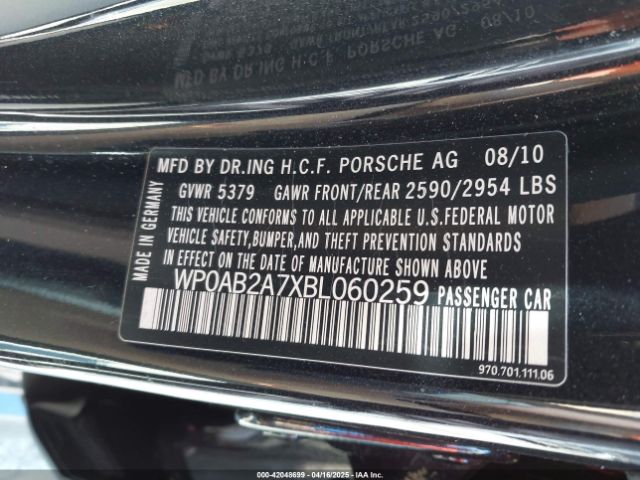 MFD BY DR.ING H.C.F. PORSCHE AG 08/10
GVWR 5379 GAWR FRONT/REAR 2590/2954 LBS
THIS VEHICLE CONFORMS TO ALL APPLICABLE U.S.FEDERAL MOTOR
VEHICLE SAFETY,BUMPER,AND THEFT PREVENTION STANDARDS
IN EFFECT ON THE DATE OF MANUFACTURE SHOWN ABOVE
WP0AB2A7XBL060259 PASSENGER CAR
MADE IN GERMANY
970.701.111.06
000-42048699 - 04/16/2025 - IAA Corp.